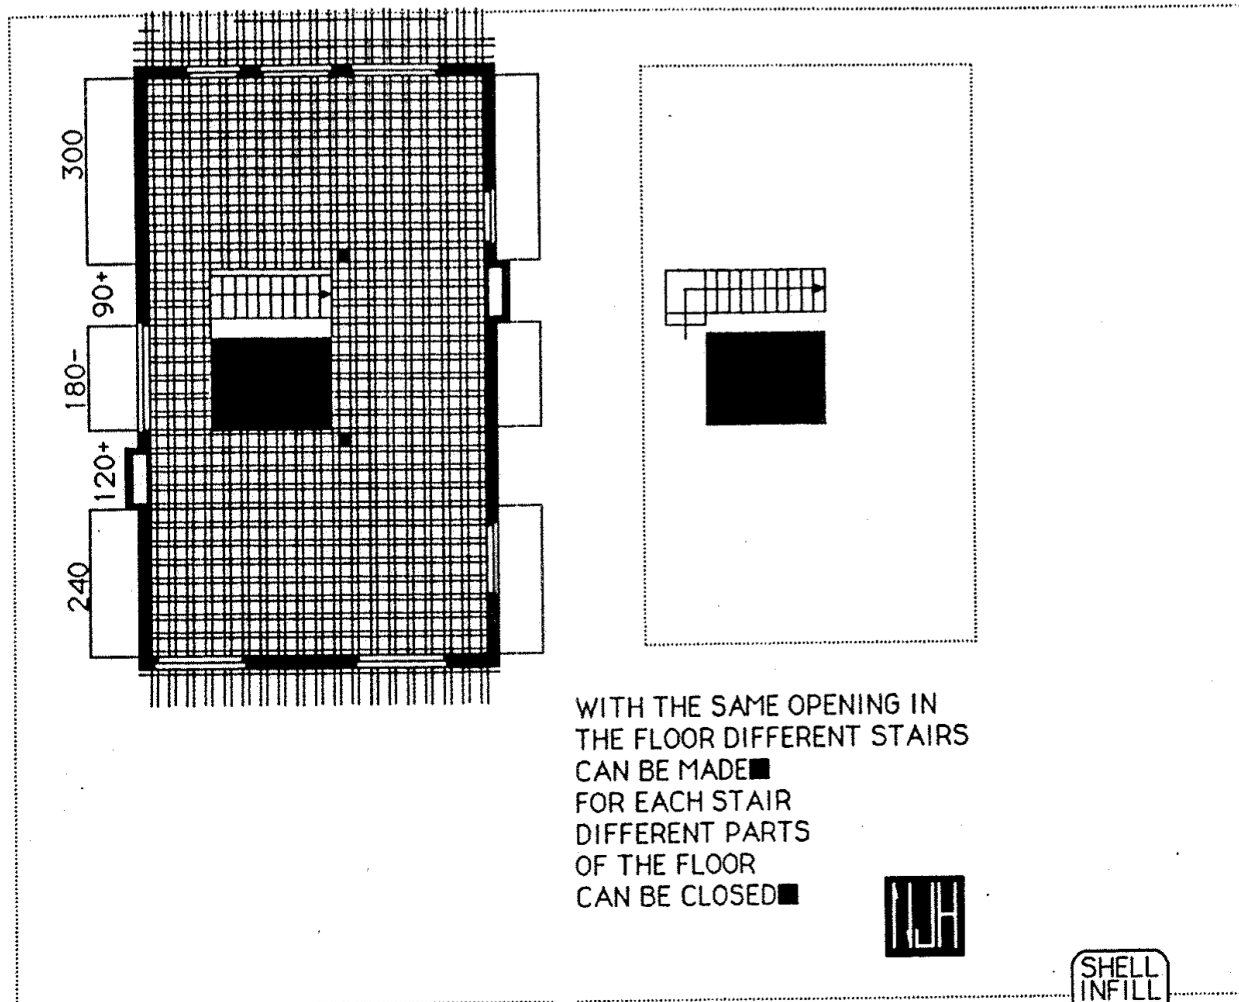 300
90+
180-
120+
240
WITH THE SAME OPENING IN
THE FLOOR DIFFERENT STAIRS
CAN BE MADE■
FOR EACH STAIR
DIFFERENT PARTS
OF THE FLOOR
CAN BE CLOSED■
NJH
SHELL
INFILL